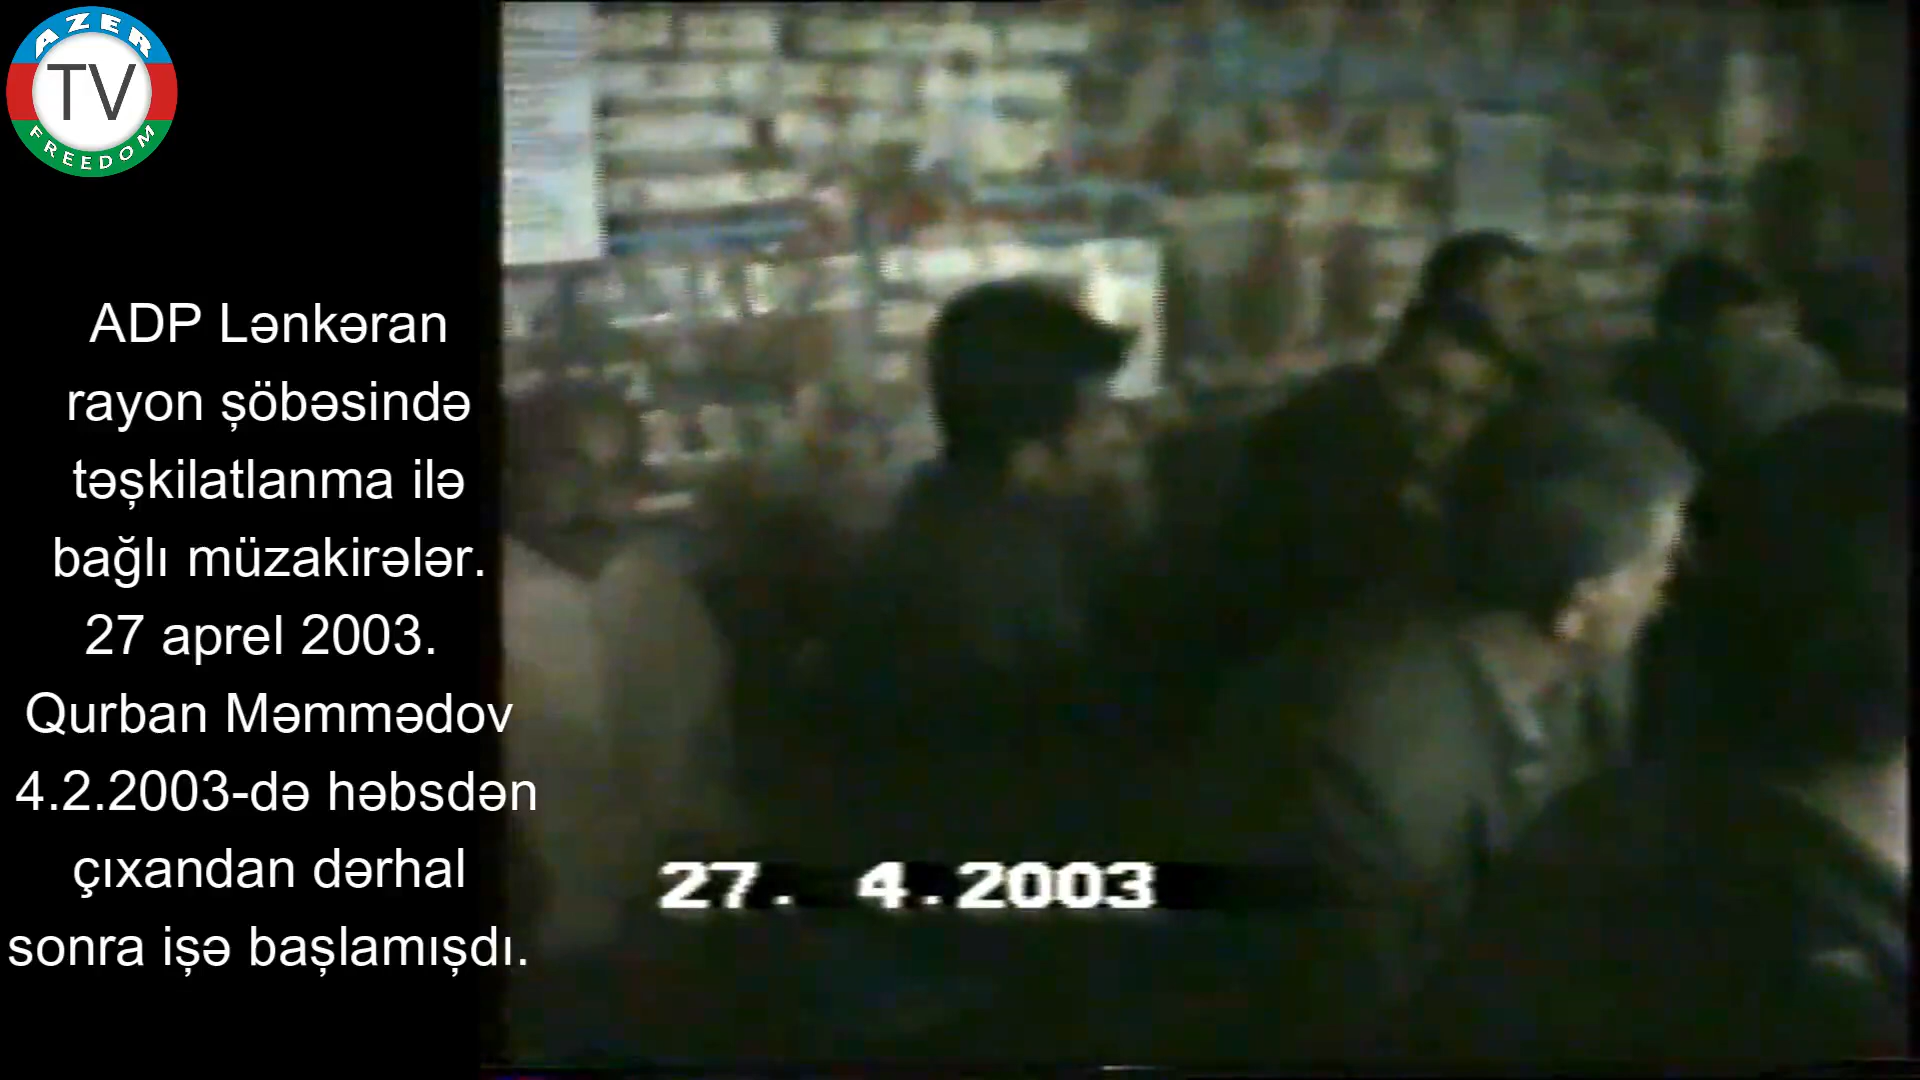 AZER
TV
FREEDOM
ADP Lənkəran
rayon şöbəsində
təşkilatlanma ilə
bağlı müzakirələr.
27 aprel 2003.
Qurban Məmmədov
4.2.2003-də həbsdən
çıxandan dərhal
sonra işə başlamışdı.
27. 4.2003